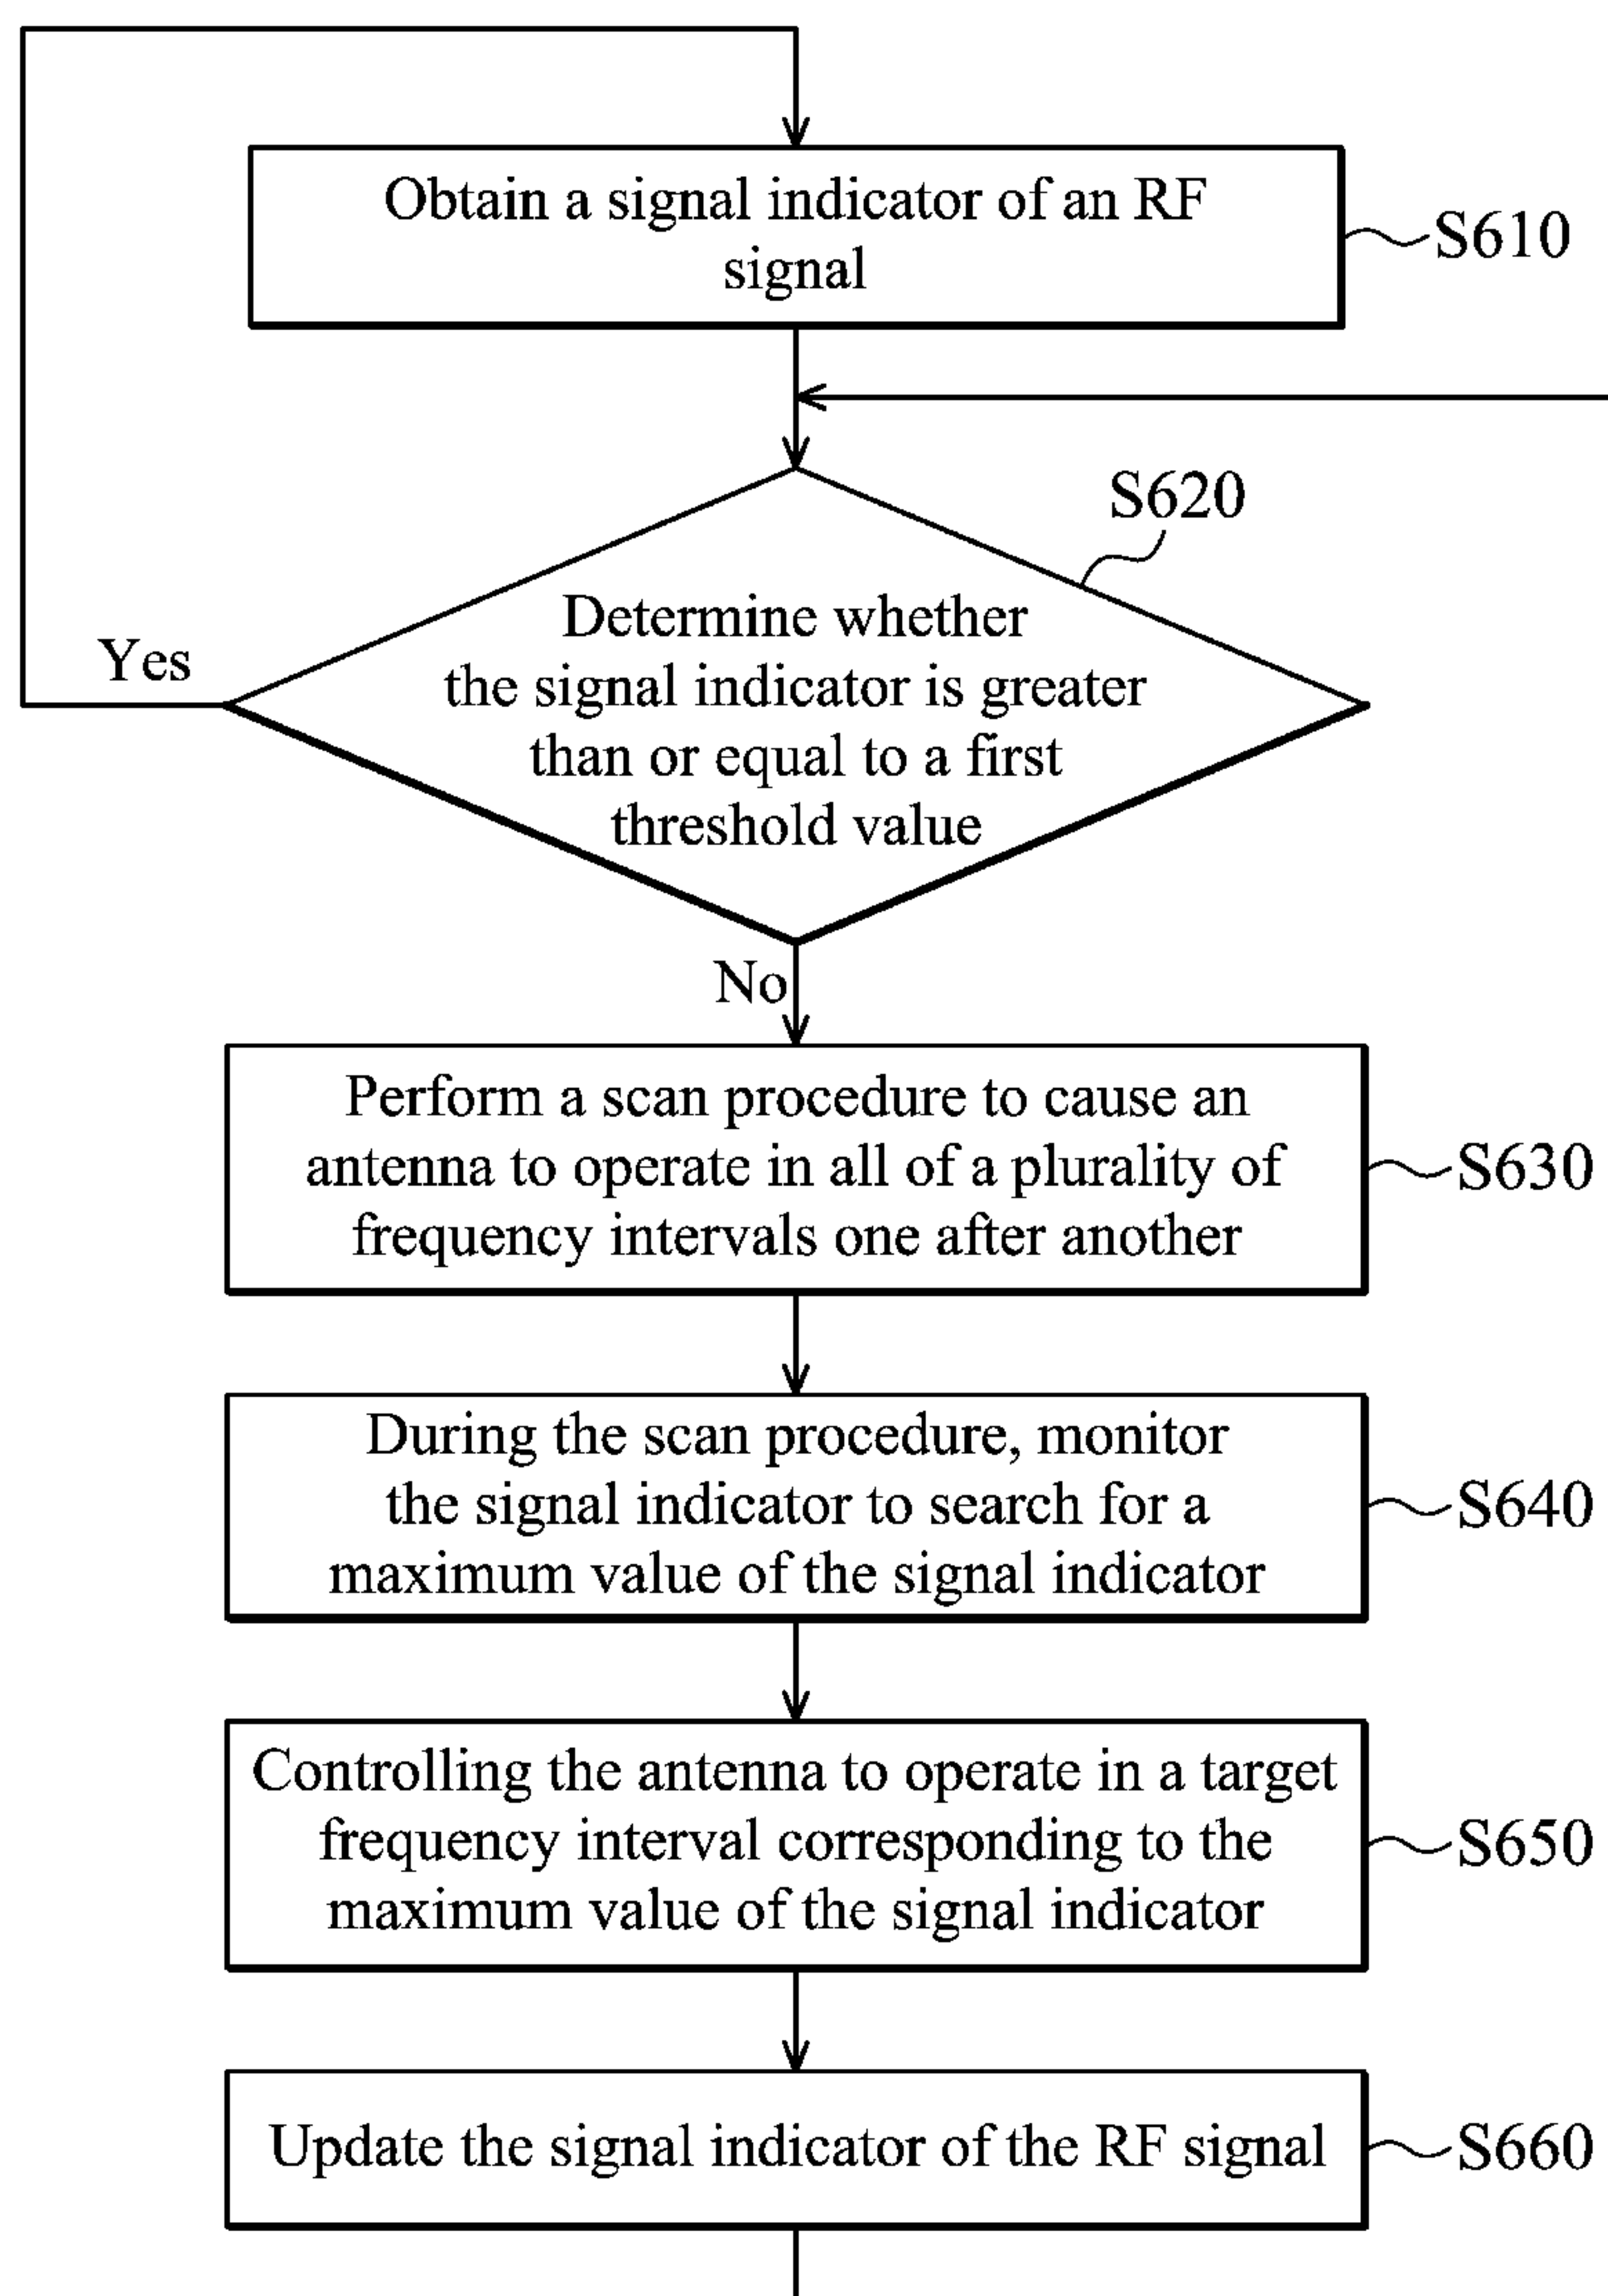 Obtain a signal indicator of an RF
signal
S610
S620
Determine whether
the signal indicator is greater
than or equal to a first
threshold value
Yes
No
Perform a scan procedure to cause an
antenna to operate in all of a plurality of
frequency intervals one after another
S630
During the scan procedure, monitor
the signal indicator to search for a
maximum value of the signal indicator
S640
Controlling the antenna to operate in a target
frequency interval corresponding to the
maximum value of the signal indicator
S650
Update the signal indicator of the RF signal
S660